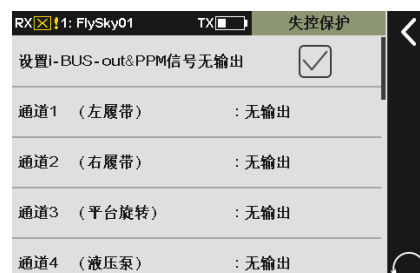 RX !1: FlySky01 TX 失控保护
设置i-BUS-out&PPM信号无输出
通道1 （左履带） ：无输出
通道2 （右履带） ：无输出
通道3 （平台旋转） ：无输出
通道4 （液压泵） ：无输出